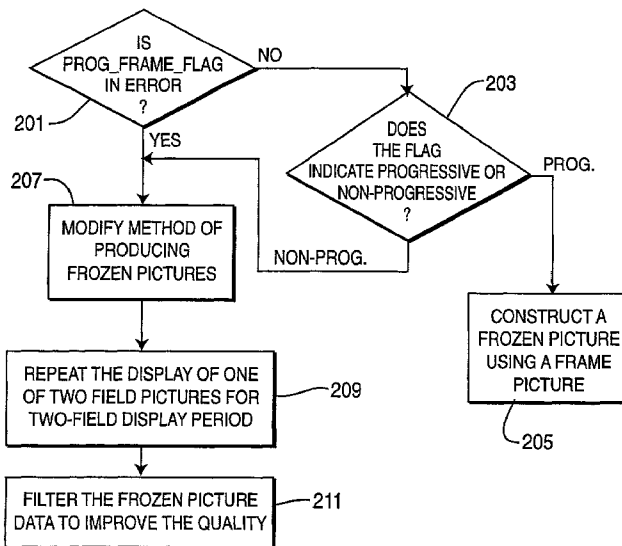 IS
PROG_FRAME_FLAG
IN ERROR
?
201
NO
YES
203
DOES
THE FLAG
INDICATE PROGRESSIVE OR
NON-PROGRESSIVE
?
PROG.
NON-PROG.
207
MODIFY METHOD OF
PRODUCING
FROZEN PICTURES
CONSTRUCT A
FROZEN PICTURE
USING A FRAME
PICTURE
205
REPEAT THE DISPLAY OF ONE
OF TWO FIELD PICTURES FOR
TWO-FIELD DISPLAY PERIOD
209
FILTER THE FROZEN PICTURE
DATA TO IMPROVE THE QUALITY
211